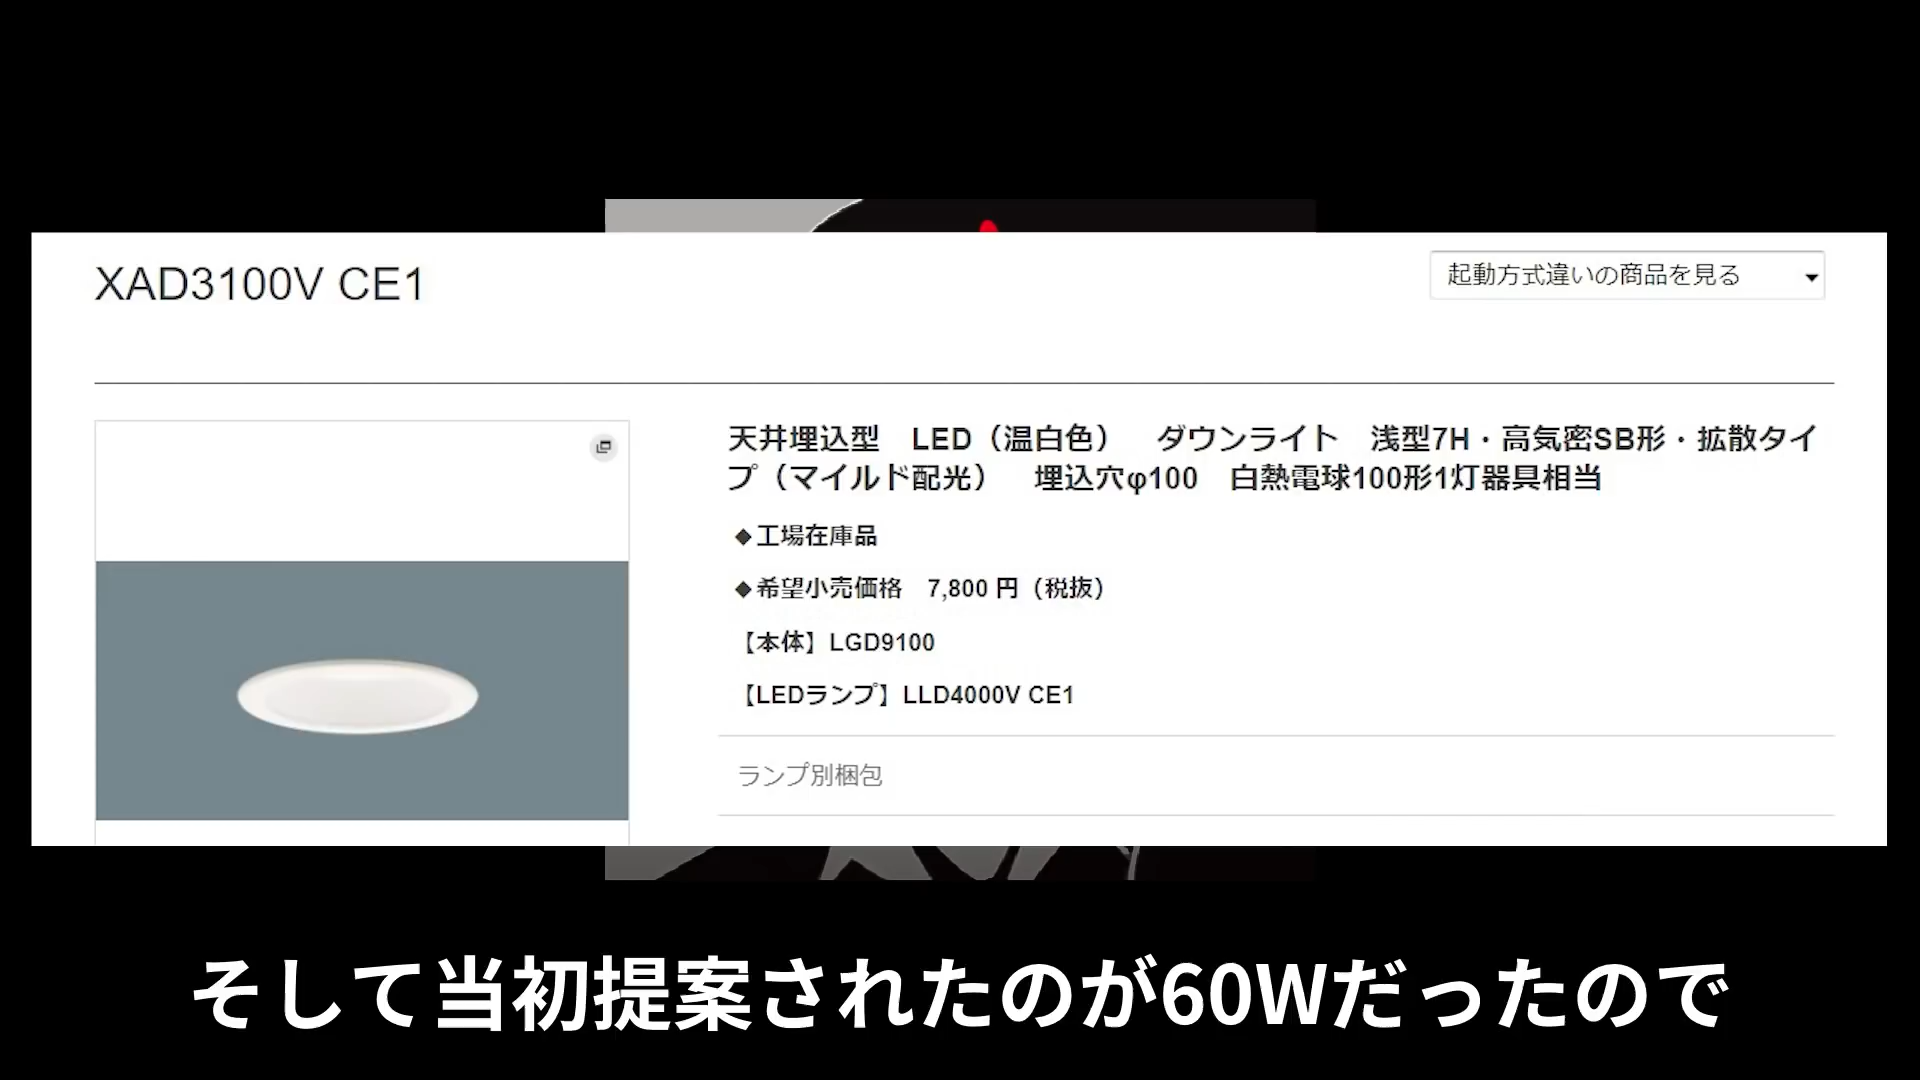 XAD3100V CE1
起動方式違いの商品を見る
天井埋込型　LED（温白色）　ダウンライト　浅型7H・高気密SB形・拡散タイ
プ（マイルド配光）　埋込穴φ100　白熱電球100形1灯器具相当
◆工場在庫品
◆希望小売価格　7,800 円（税抜）
【本体】LGD9100
【LEDランプ】LLD4000V CE1
ランプ別梱包
そして当初提案されたのが60Wだったので